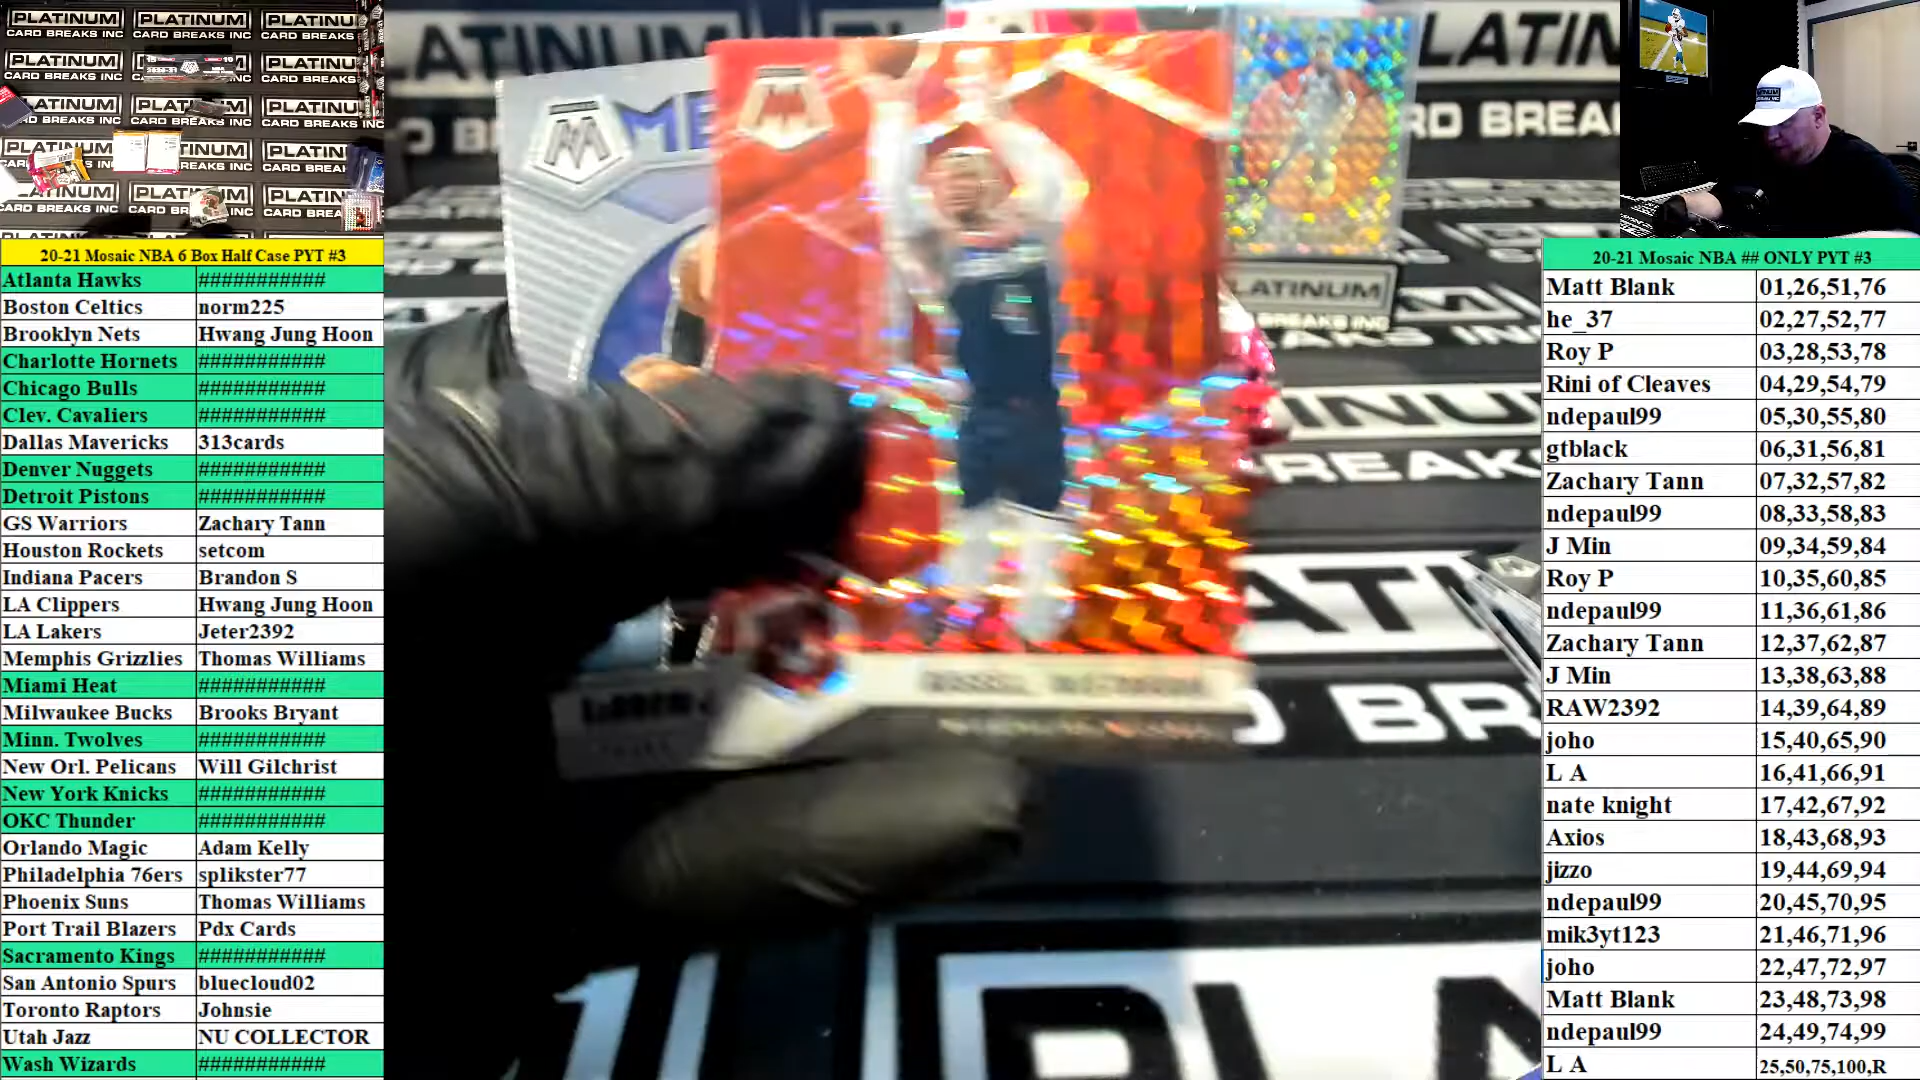 PLATINUM PLATINUM PLATINUM
CARD BREAKS INC CARD BREAKS INC CARD BREAKS
20-21 Mosaic NBA 6 Box Half Case PYT #3
Atlanta Hawks ###########
Boston Celtics norm225
Brooklyn Nets Hwang Jung Hoon
Charlotte Hornets ###########
Chicago Bulls ###########
Clev. Cavaliers ###########
Dallas Mavericks 313cards
Denver Nuggets ###########
Detroit Pistons ###########
GS Warriors Zachary Tann
Houston Rockets setcom
Indiana Pacers Brandon S
LA Clippers Hwang Jung Hoon
LA Lakers Jeter2392
Memphis Grizzlies Thomas Williams
Miami Heat ###########
Milwaukee Bucks Brooks Bryant
Minn. Twolves ###########
New Orl. Pelicans Will Gilchrist
New York Knicks ###########
OKC Thunder ###########
Orlando Magic Adam Kelly
Philadelphia 76ers splikster77
Phoenix Suns Thomas Williams
Port Trail Blazers Pdx Cards
Sacramento Kings ###########
San Antonio Spurs bluecloud02
Toronto Raptors Johnsie
Utah Jazz NU COLLECTOR
Wash Wizards ###########
20-21 Mosaic NBA ## ONLY PYT #3
Matt Blank 01,26,51,76
he_37 02,27,52,77
Roy P 03,28,53,78
Rini of Cleaves 04,29,54,79
ndepaul99 05,30,55,80
gtblack 06,31,56,81
Zachary Tann 07,32,57,82
ndepaul99 08,33,58,83
J Min 09,34,59,84
Roy P 10,35,60,85
ndepaul99 11,36,61,86
Zachary Tann 12,37,62,87
J Min 13,38,63,88
RAW2392 14,39,64,89
joho 15,40,65,90
L A 16,41,66,91
nate knight 17,42,67,92
Axios 18,43,68,93
jizzo 19,44,69,94
ndepaul99 20,45,70,95
mik3yt123 21,46,71,96
joho 22,47,72,97
Matt Blank 23,48,73,98
ndepaul99 24,49,74,99
L A 25,50,75,100,R